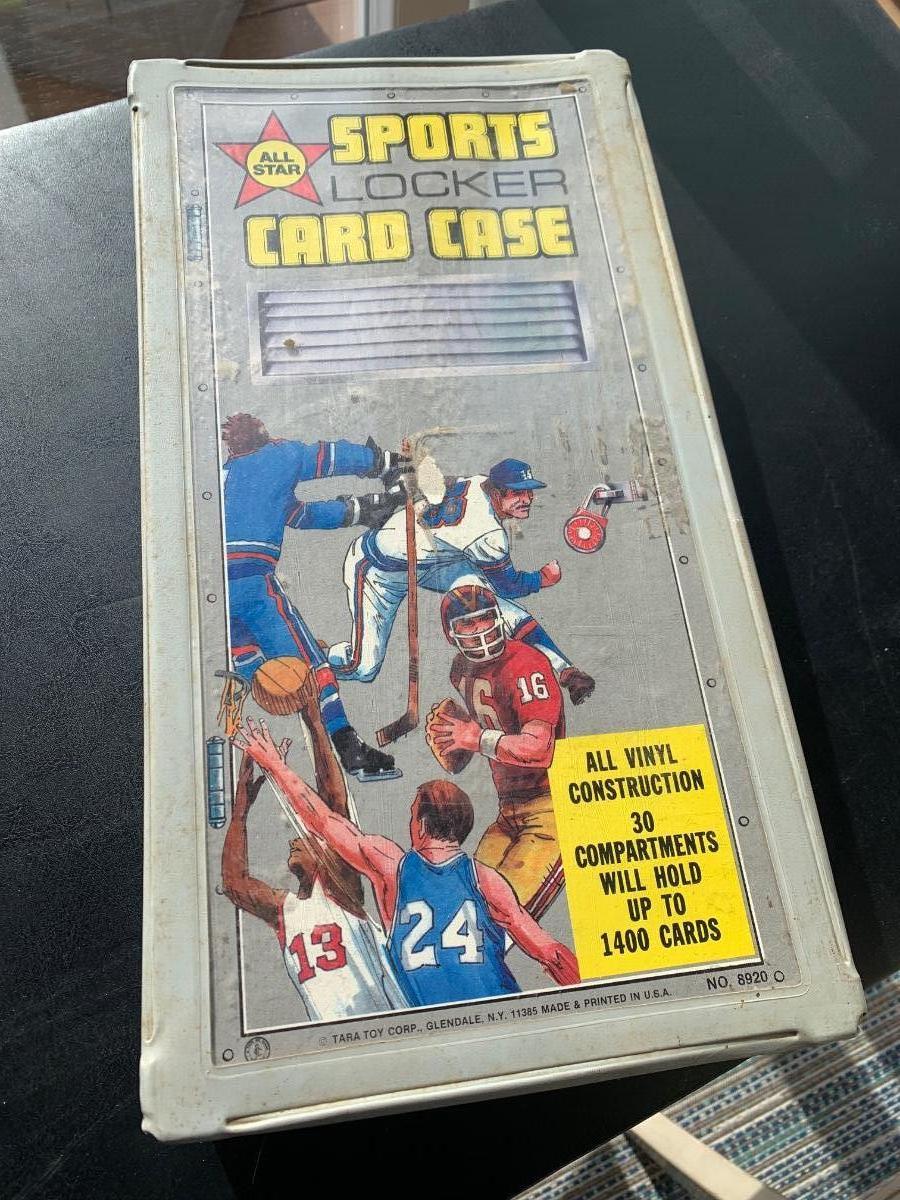 ALL
STAR
SPORTS
LOCKER
CARD CASE
16
13
24
ALL VINYL
CONSTRUCTION
30
COMPARTMENTS
WILL HOLD
UP TO
1400 CARDS
NO. 8920
© TARA TOY CORP., GLENDALE, N.Y. 11385 MADE & PRINTED IN U.S.A.